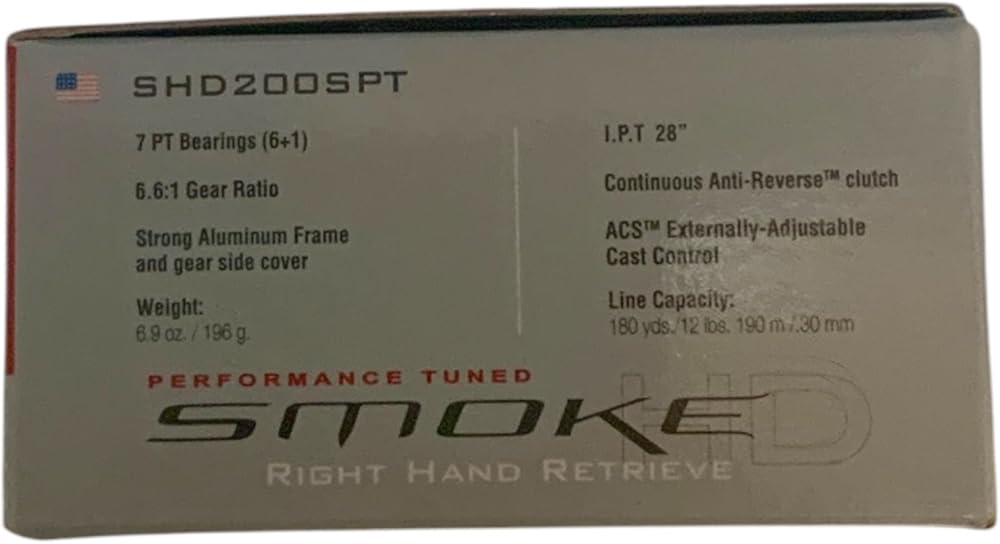 SHD200SPT
7 PT Bearings (6+1)
6.6:1 Gear Ratio
Strong Aluminum Frame
and gear side cover
Weight:
6.9 oz. / 196 g.
I.P.T 28”
Continuous Anti-Reverse™ clutch
ACS™ Externally-Adjustable
Cast Control
Line Capacity:
180 yds./12 lbs. 190 m /.30 mm
PERFORMANCE TUNED
SMOKE HD
RIGHT HAND RETRIEVE